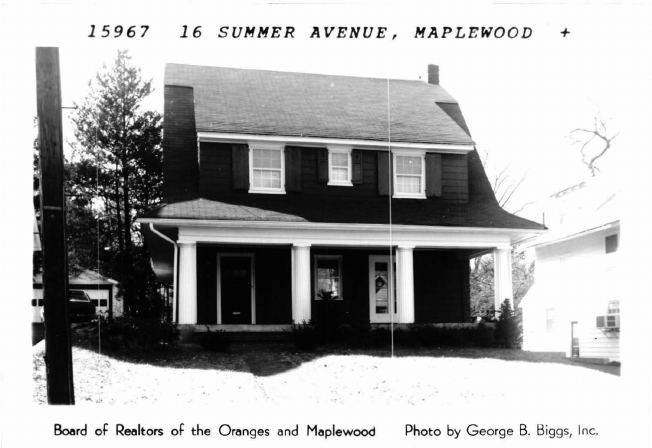 15967 16 SUMMER AVENUE, MAPLEWOOD +
Board of Realtors of the Oranges and Maplewood Photo by George B. Biggs, Inc.